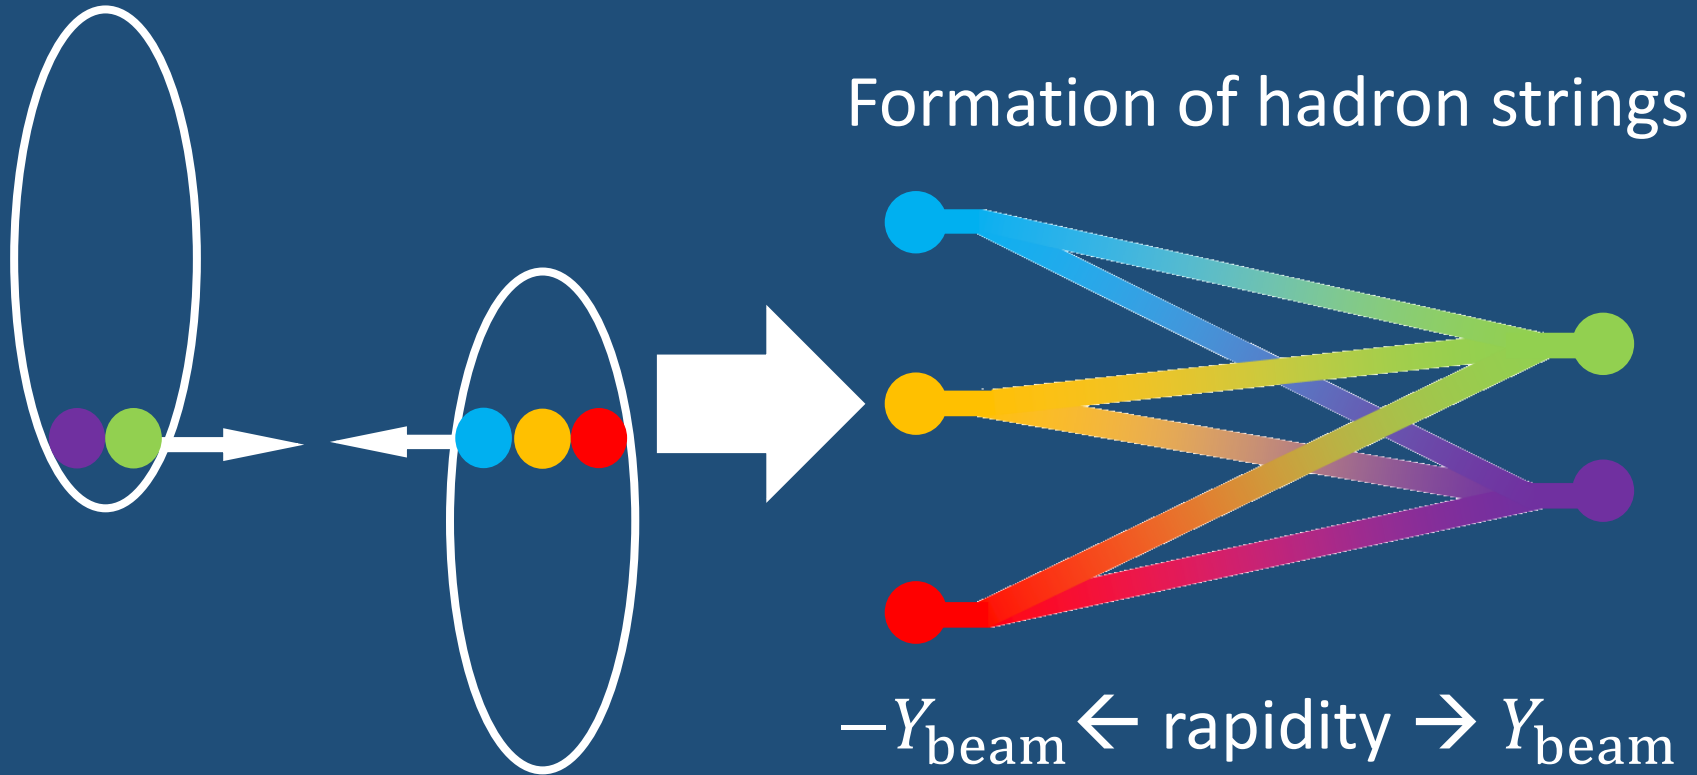 Formation of hadron strings
−Y_beam ← rapidity → Y_beam